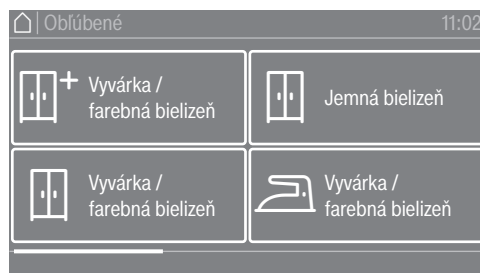 Obľúbené 11:02
Vyvárka /
farebná bielizeň
Jemná bielizeň
Vyvárka /
farebná bielizeň
Vyvárka /
farebná bielizeň